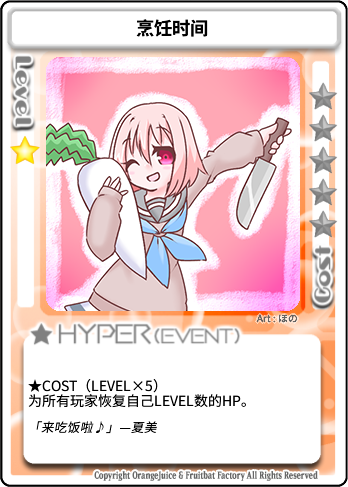 烹饪时间
Level
Cost
Art : ほの
HYPER(EVENT)
★COST（LEVEL×5）
为所有玩家恢复自己LEVEL数的HP。
「来吃饭啦♪」—夏美
Copyright OrangeJuice & Fruitbat Factory All Rights Reserved